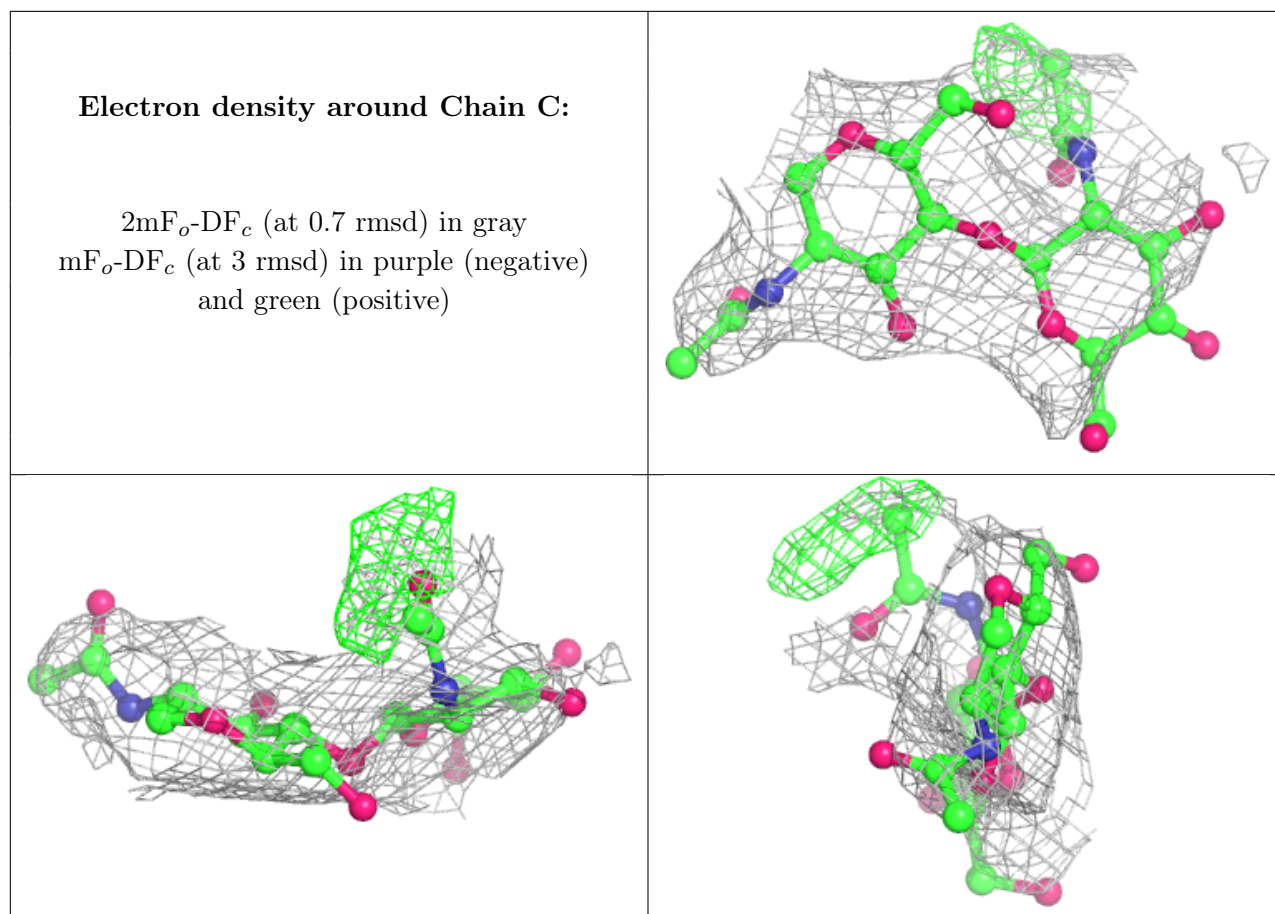 Electron density around Chain C:
2mFo-DFc (at 0.7 rmsd) in gray
mFo-DFc (at 3 rmsd) in purple (negative)
and green (positive)